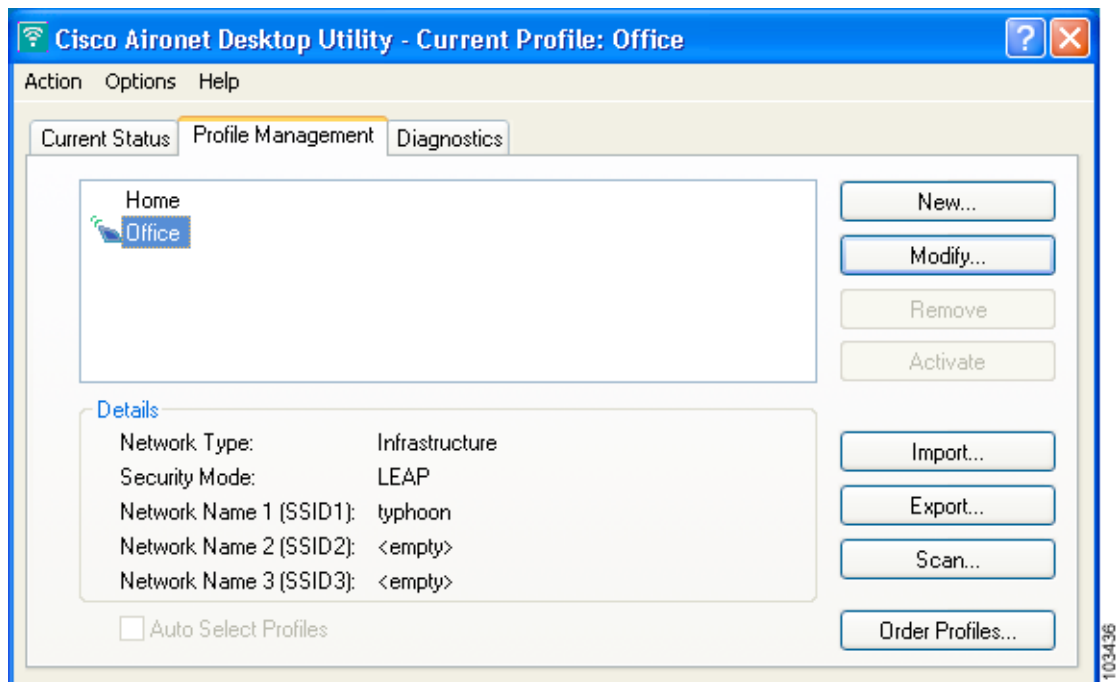 Cisco Aironet Desktop Utility - Current Profile: Office
Action Options Help
Current Status Profile Management Diagnostics
Home
Office
New...
Modify...
Remove
Activate
Details
Network Type: Infrastructure
Security Mode: LEAP
Network Name 1 (SSID1): typhoon
Network Name 2 (SSID2): <empty>
Network Name 3 (SSID3): <empty>
Import...
Export...
Scan...
Auto Select Profiles
Order Profiles...
103436